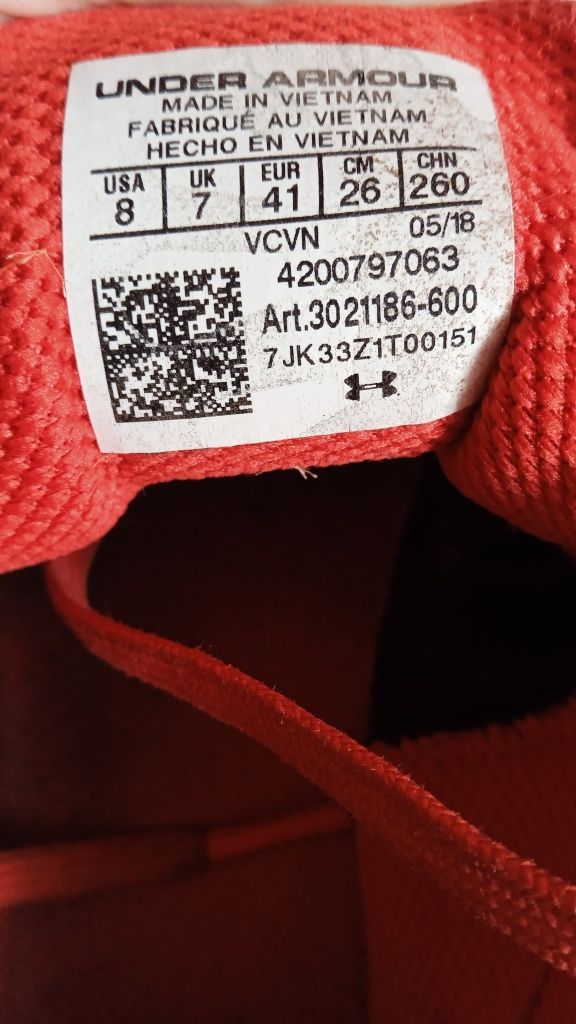 UNDER ARMOUR
MADE IN VIETNAM
FABRIQUÉ AU VIETNAM
HECHO EN VIETNAM
USA UK EUR CM CHN
8 7 41 26 260
VCVN 05/18
4200797063
Art.3021186-600
7JK33Z1T00151